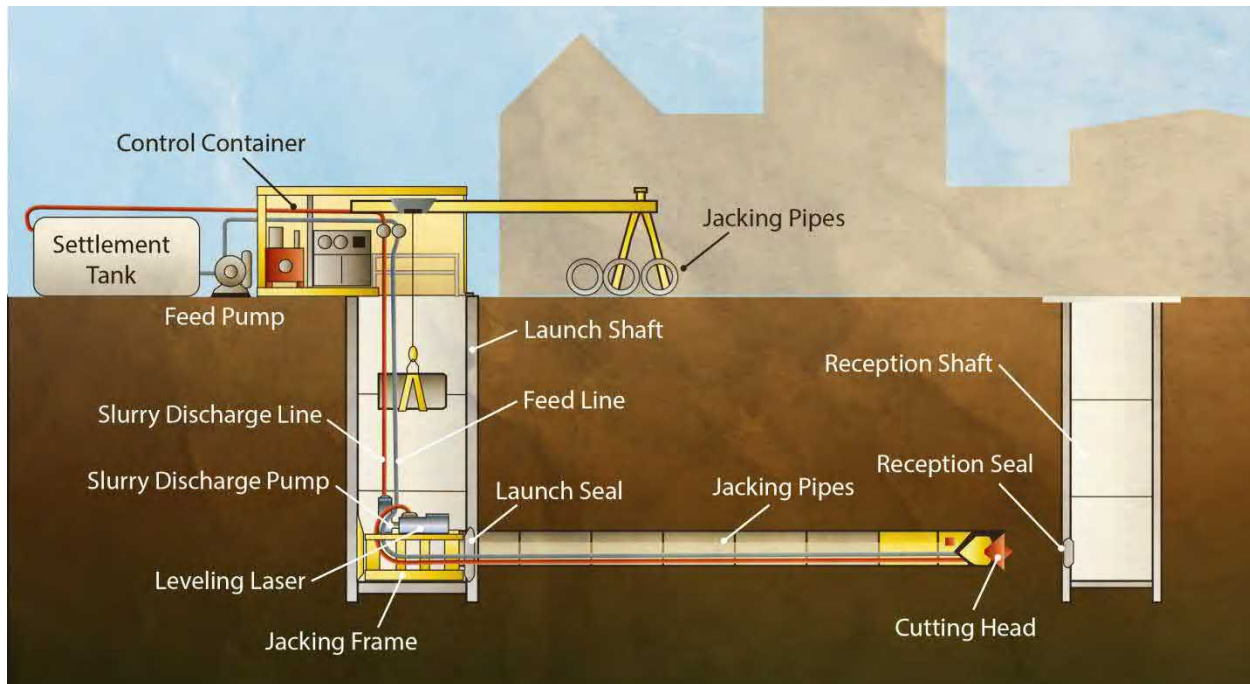 Control Container
Settlement
Tank
Jacking Pipes
Feed Pump
Launch Shaft
Reception Shaft
Slurry Discharge Line
Feed Line
Slurry Discharge Pump
Launch Seal
Jacking Pipes
Reception Seal
Leveling Laser
Jacking Frame
Cutting Head